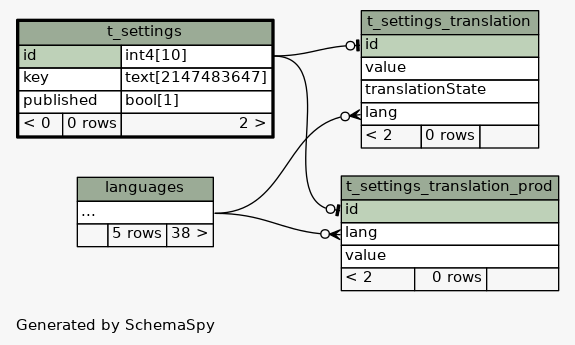 t_settings
id int4[10]
key text[2147483647]
published bool[1]
< 0 0 rows 2 >
t_settings_translation
id
value
translationState
lang
< 2 0 rows
languages
...
5 rows 38 >
t_settings_translation_prod
id
lang
value
< 2 0 rows
Generated by SchemaSpy